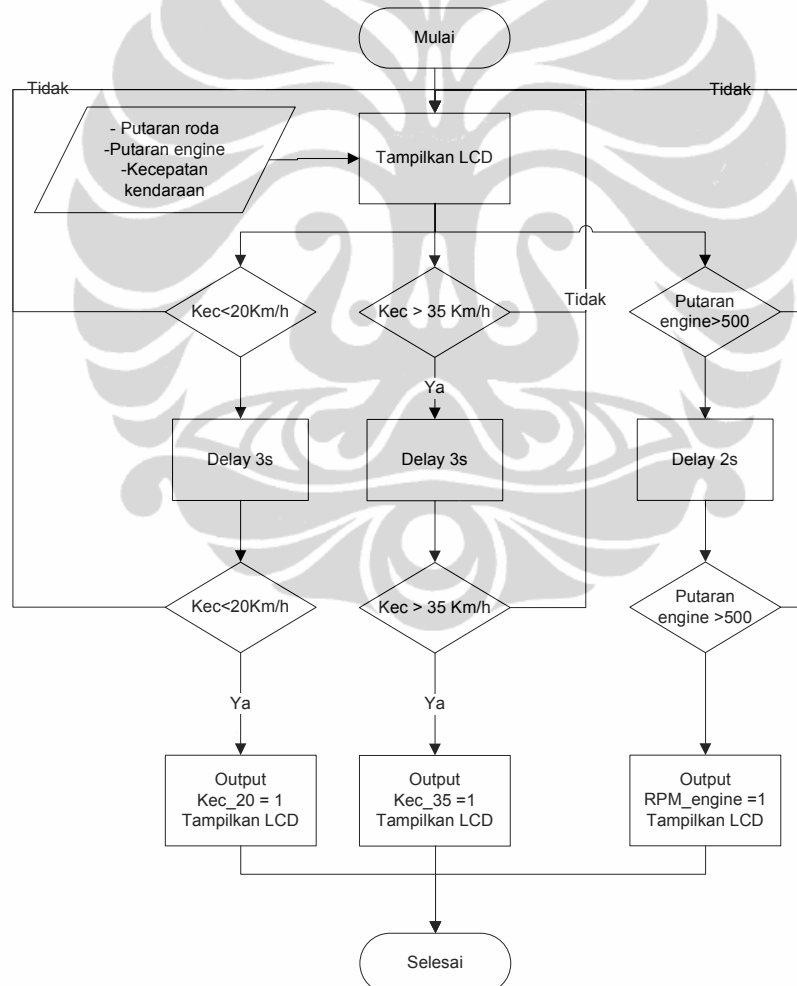 Mulai
Tidak
Tidak
- Putaran roda
-Putaran engine
-Kecepatan
kendaraan
Tampilkan LCD
Kec<20Km/h
Kec > 35 Km/h
Tidak
Putaran
engine>500
Ya
Delay 3s
Delay 3s
Delay 2s
Kec<20Km/h
Kec > 35 Km/h
Putaran
engine >500
Ya
Ya
Output
Kec_20 = 1
Tampilkan LCD
Output
Kec_35 =1
Tampilkan LCD
Output
RPM_engine =1
Tampilkan LCD
Selesai